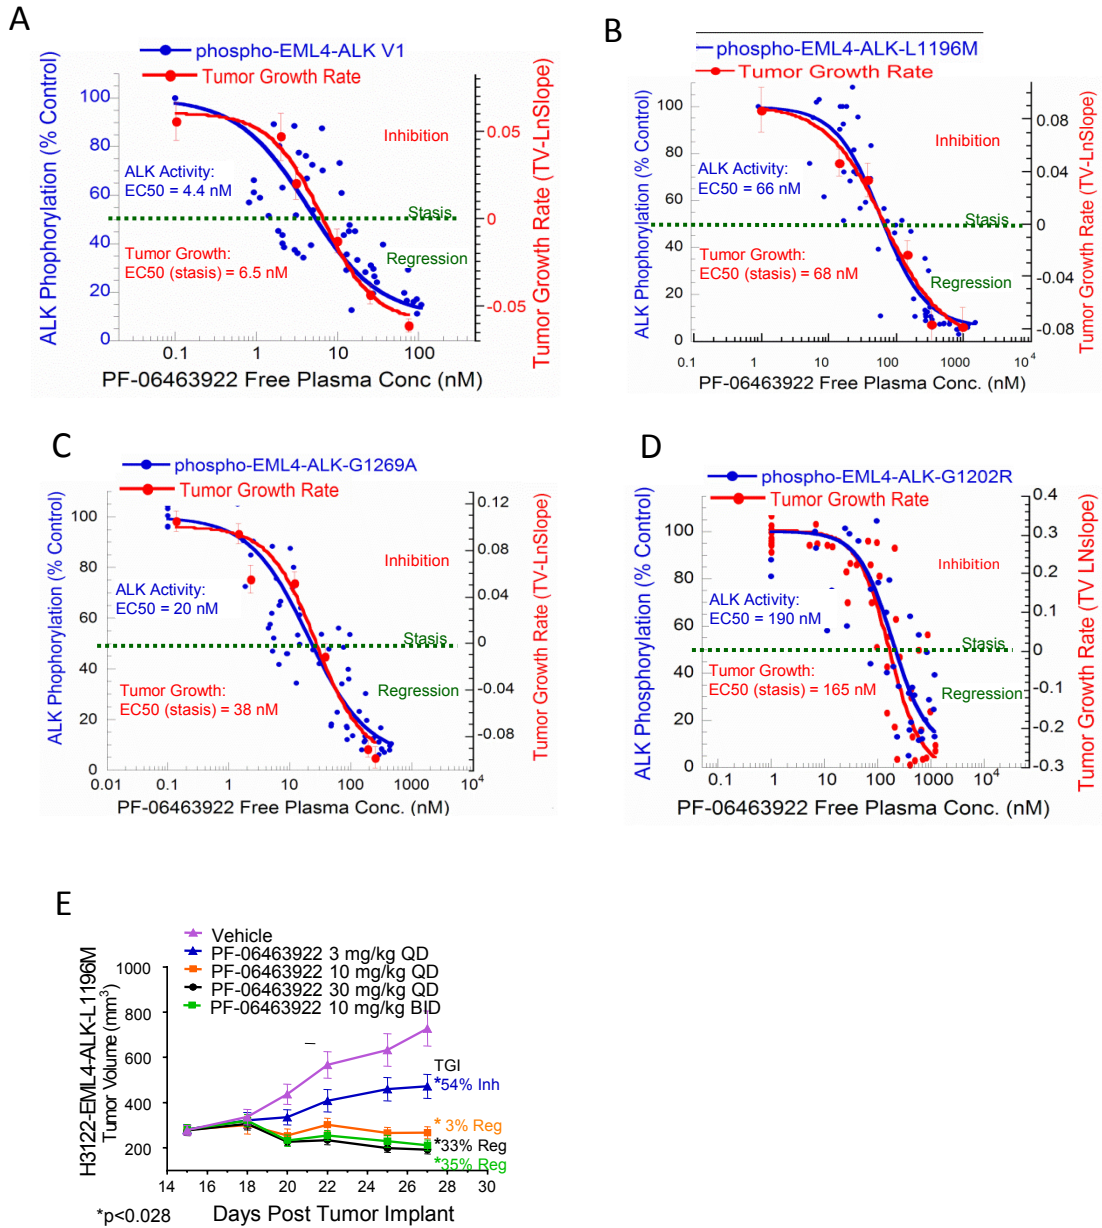 A
phospho-EML4-ALK V1
Tumor Growth Rate
ALK Phophorylation (% Control)
100
80
60
40
20
0
ALK Activity:
EC50 = 4.4 nM
Tumor Growth:
EC50 (stasis) = 6.5 nM
Inhibition
Stasis
Regression
0.05
0
-0.05
Tumor Growth Rate (TV-LnSlope)
0.1 1 10 100
PF-06463922 Free Plasma Conc (nM)
B
phospho-EML4-ALK-L1196M
Tumor Growth Rate
ALK Phophorylation (% Control)
100
80
60
40
20
0
ALK Activity:
EC50 = 66 nM
Tumor Growth:
EC50 (stasis) = 68 nM
Inhibition
Stasis
Regression
0.08
0.04
0
-0.04
-0.08
Tumor Growth Rate (TV-LnSlope)
0.1 1 10 100 1000 10^4
PF-06463922 Free Plasma Conc. (nM)
C
phospho-EML4-ALK-G1269A
Tumor Growth Rate
ALK Phophorylation (% Control)
100
80
60
40
20
0
ALK Activity:
EC50 = 20 nM
Tumor Growth:
EC50 (stasis) = 38 nM
Inhibition
Stasis
Regression
0.12
0.08
0.04
0
-0.04
-0.08
Tumor Growth Rate (TV-LnSlope)
0.01 0.1 1 10 100 1000 10^4
PF-06463922 Free Plasma Conc. (nM)
D
phospho-EML4-ALK-G1202R
Tumor Growth Rate
ALK Phosphorylation (% Control)
100
80
60
40
20
0
ALK Activity:
EC50 = 190 nM
Tumor Growth:
EC50 (stasis) = 165 nM
Inhibition
Stasis
Regression
0.4
0.3
0.2
0.1
0
-0.1
-0.2
-0.3
Tumor Growth Rate (TV LNslope)
0.1 1 10 100 1000 10^4
PF-06463922 Free Plasma Conc. (nM)
E
Vehicle
PF-06463922 3 mg/kg QD
PF-06463922 10 mg/kg QD
PF-06463922 30 mg/kg QD
PF-06463922 10 mg/kg BID
H3122-EML4-ALK-L1196M
Tumor Volume (mm³)
1000
800
600
400
200
TGI
*54% Inh
* 3% Reg
*33% Reg
*35% Reg
14 16 18 20 22 24 26 28 30
*p<0.028
Days Post Tumor Implant